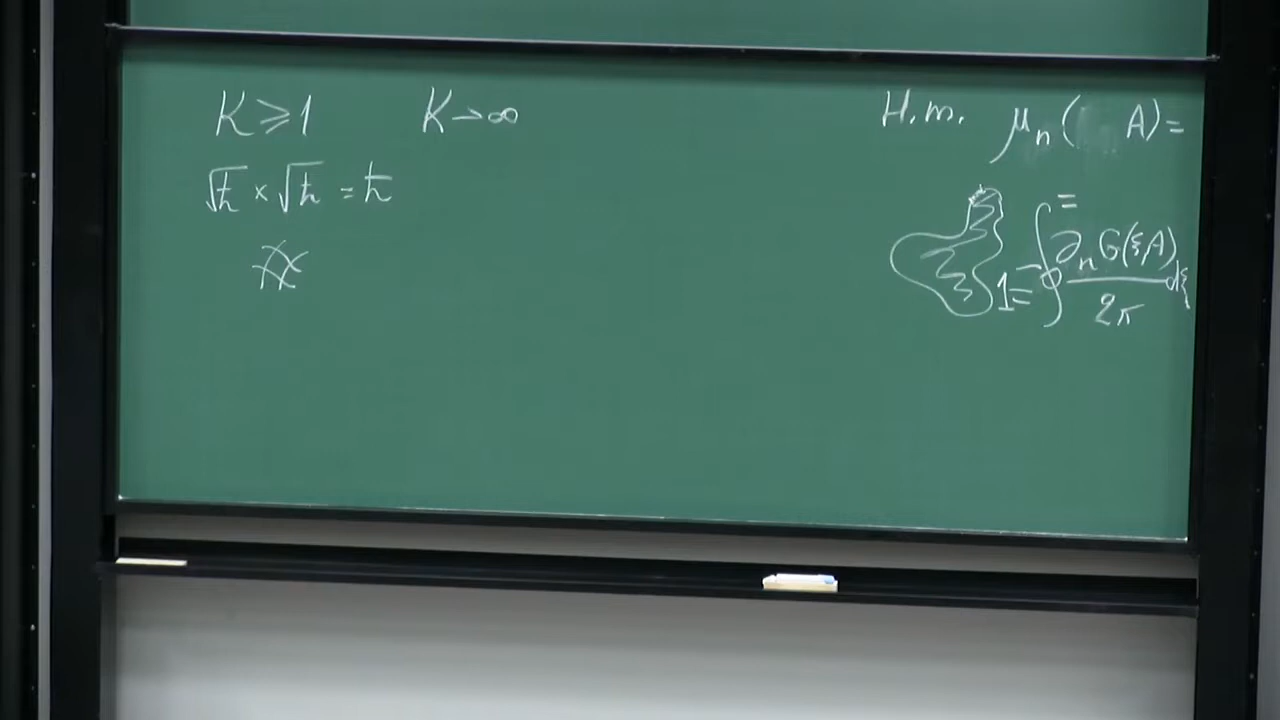 K ⩾ 1 K → ∞
√ℏ × √ℏ = ℏ
H.m. μₙ( A) =
=
1 = ∮ ∂ₙG(ξ,A)/2π dξ